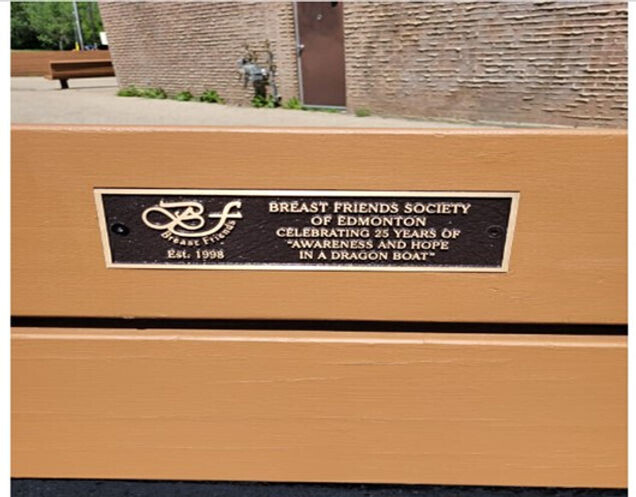 Bf
Breast Friends
Est. 1998
BREAST FRIENDS SOCIETY
OF EDMONTON
CELEBRATING 25 YEARS OF
"AWARENESS AND HOPE
IN A DRAGON BOAT"